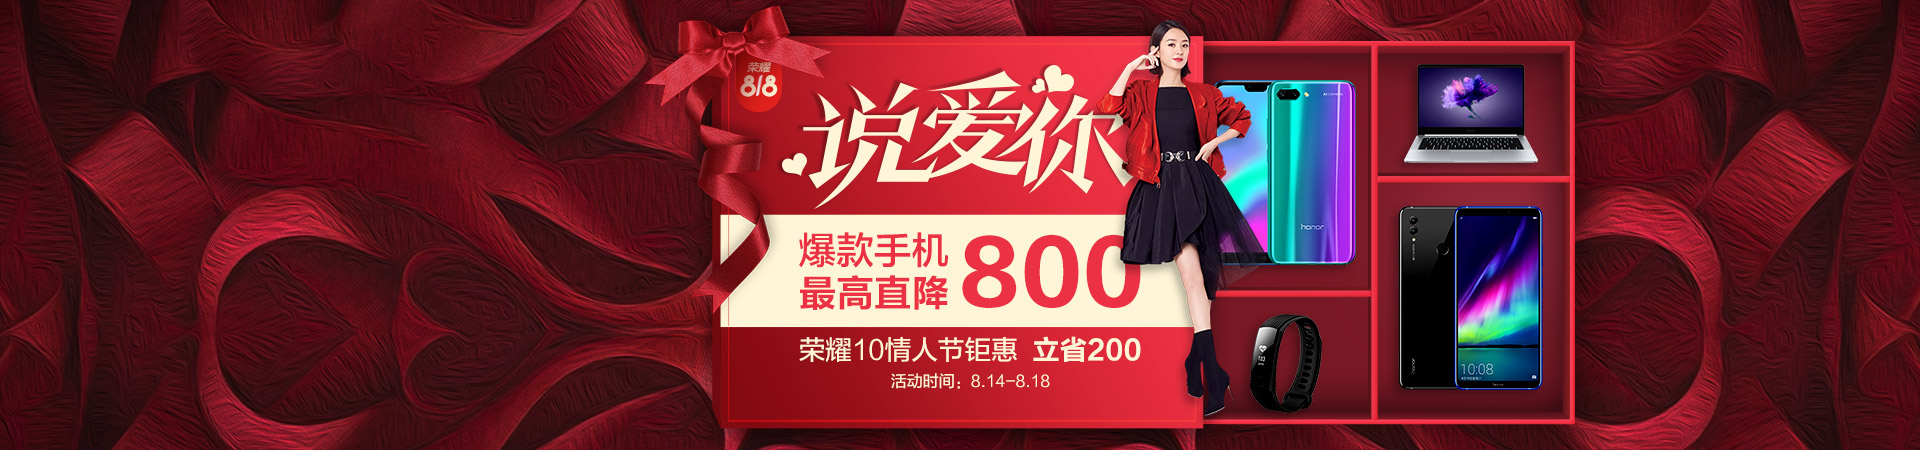 荣耀
818
说爱你
爆款手机
最高直降 800
荣耀10情人节钜惠 立省200
活动时间：8.14-8.18
honor
10:08
honor
honor